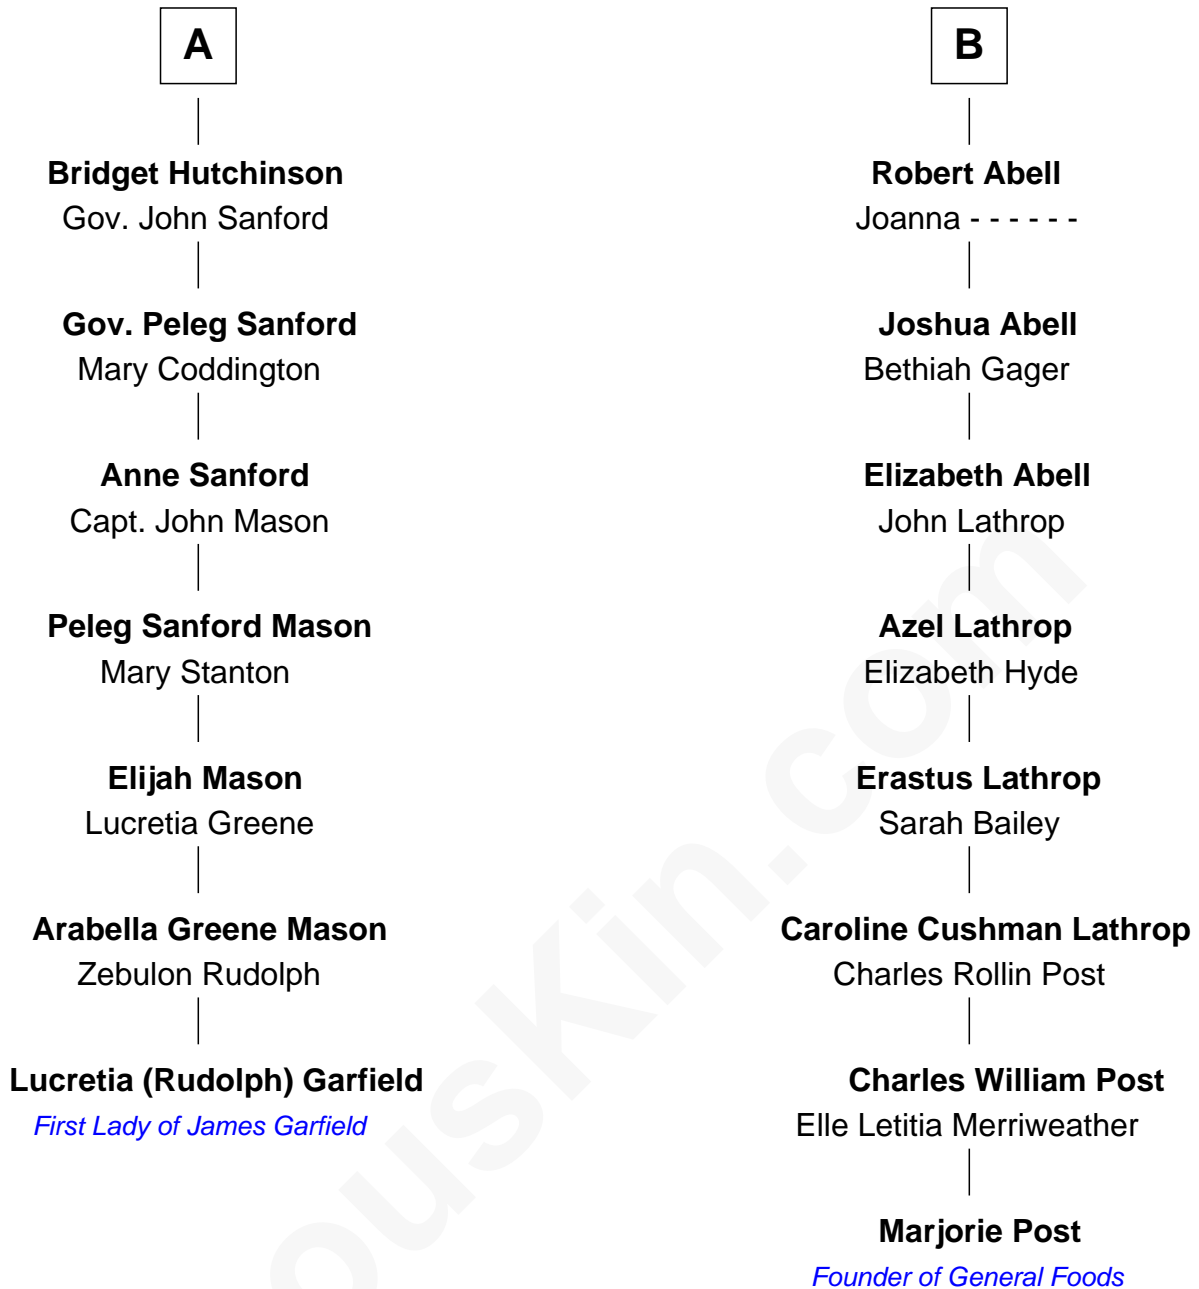 A
Bridget Hutchinson
Gov. John Sanford
Gov. Peleg Sanford
Mary Coddington
Anne Sanford
Capt. John Mason
Peleg Sanford Mason
Mary Stanton
Elijah Mason
Lucretia Greene
Arabella Greene Mason
Zebulon Rudolph
Lucretia (Rudolph) Garfield
First Lady of James Garfield
B
Robert Abell
Joanna - - - - - -
Joshua Abell
Bethiah Gager
Elizabeth Abell
John Lathrop
Azel Lathrop
Elizabeth Hyde
Erastus Lathrop
Sarah Bailey
Caroline Cushman Lathrop
Charles Rollin Post
Charles William Post
Elle Letitia Merriweather
Marjorie Post
Founder of General Foods
ousKin.com